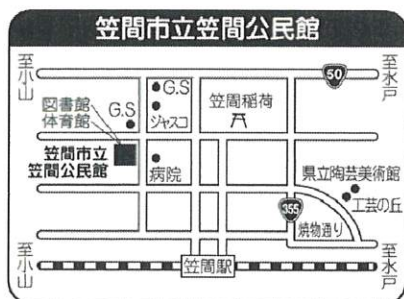 笠間市立笠間公民館
至小山
至水戸
50
G.S
図書館
体育館
G.S
ジャスコ
笠間稲荷
笠間市立
笠間公民館
病院
県立陶芸美術館
工芸の丘
355
焼物通り
至小山
笠間駅
至水戸